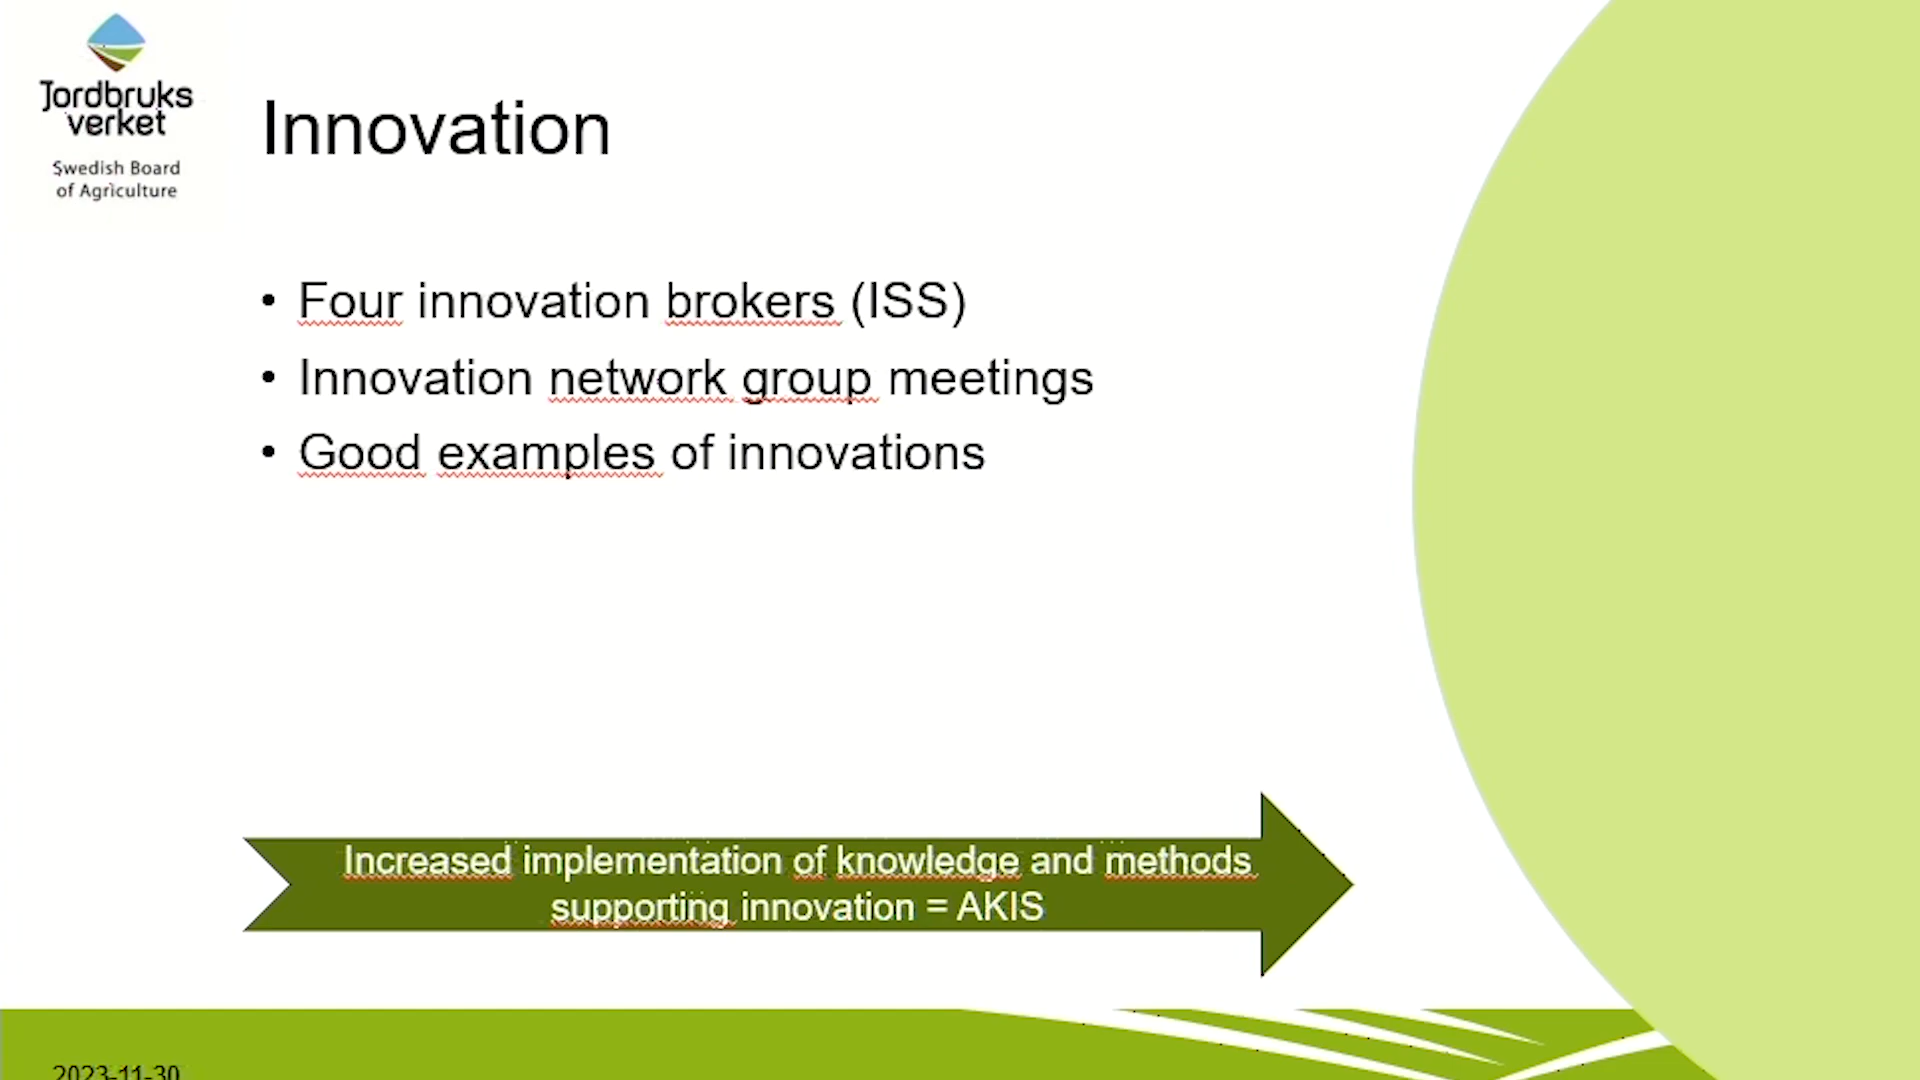 Jordbruks
verket
Swedish Board
of Agriculture
Innovation
• Four innovation brokers (ISS)
• Innovation network group meetings
• Good examples of innovations
Increased implementation of knowledge and methods
supporting innovation = AKIS
2023-11-30